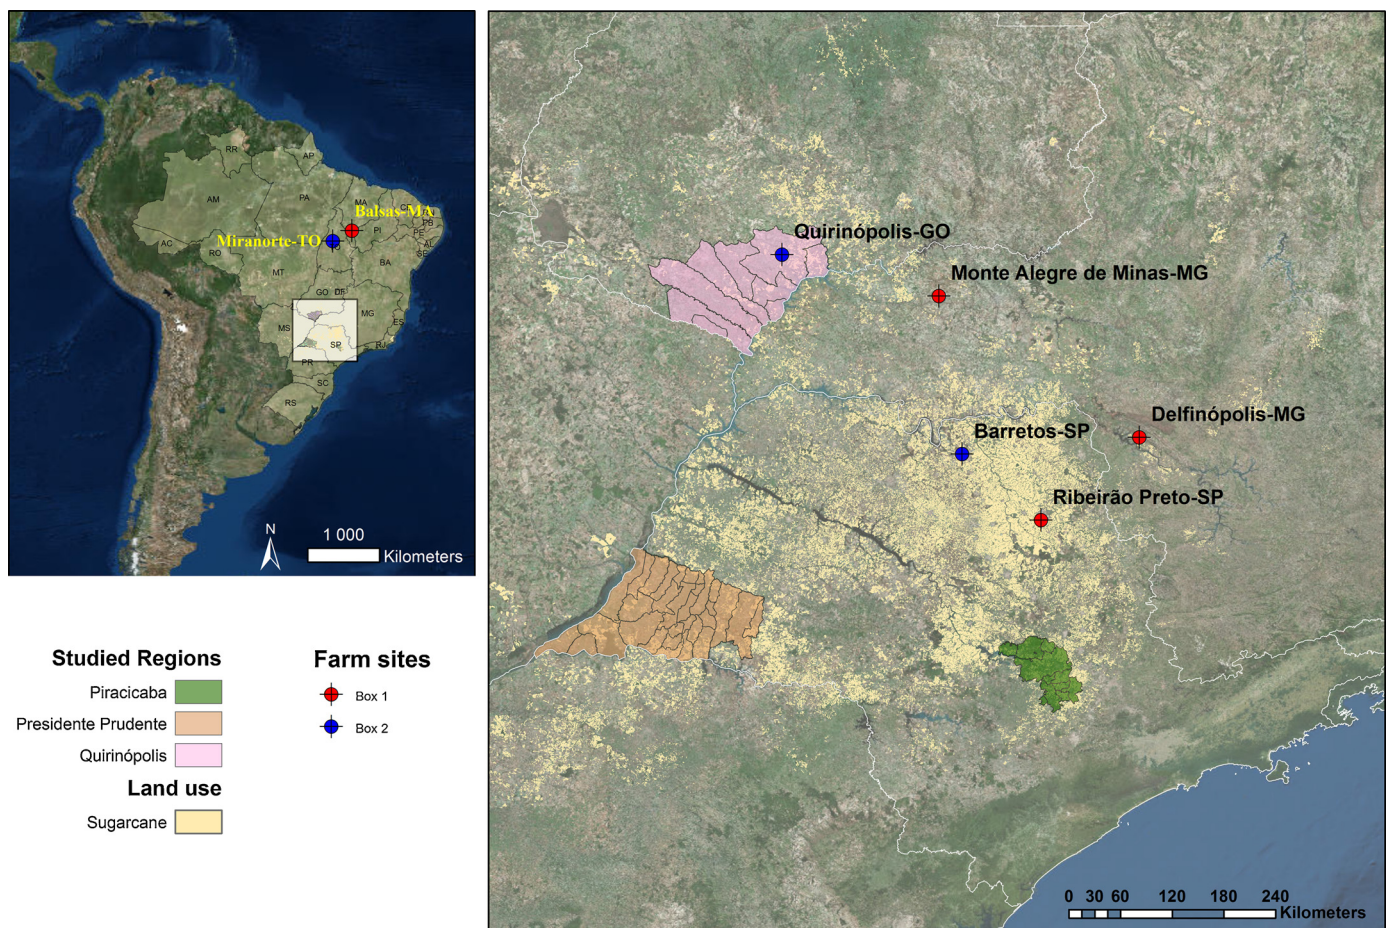 RR
AP
AM
PA
MA
CE
Balsas-MA
PB
PE
PI
Miranorte-TO
AL
SE
AC
RO
BA
MT
GO
DF
MG
ES
MS
SP
RJ
PR
SC
RS
N
1 000
Kilometers
Quirinópolis-GO
Monte Alegre de Minas-MG
Delfinópolis-MG
Barretos-SP
Ribeirão Preto-SP
0 30 60 120 180 240
Kilometers
Studied Regions
Piracicaba
Presidente Prudente
Quirinópolis
Land use
Sugarcane
Farm sites
Box 1
Box 2